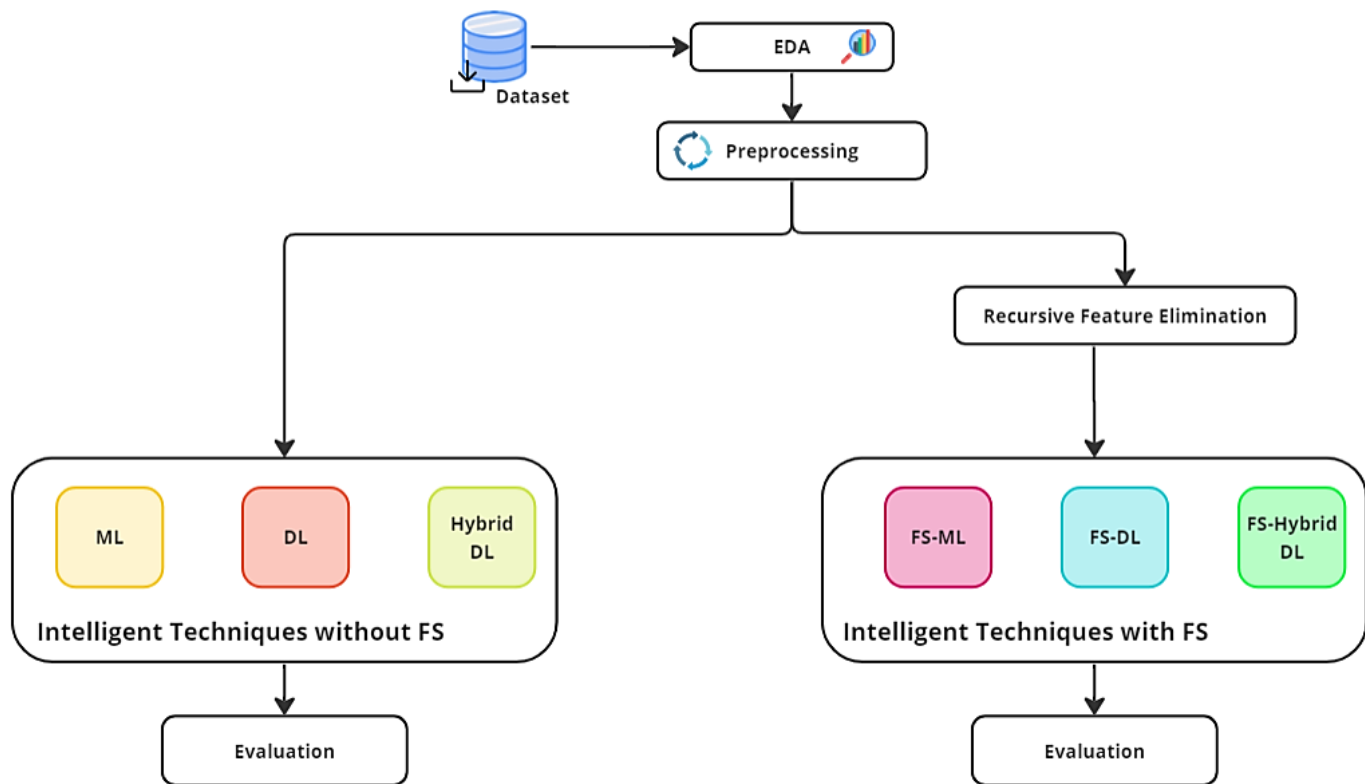 EDA
Dataset
Preprocessing
Recursive Feature Elimination
ML
DL
Hybrid
DL
Intelligent Techniques without FS
FS-ML
FS-DL
FS-Hybrid
DL
Intelligent Techniques with FS
Evaluation
Evaluation